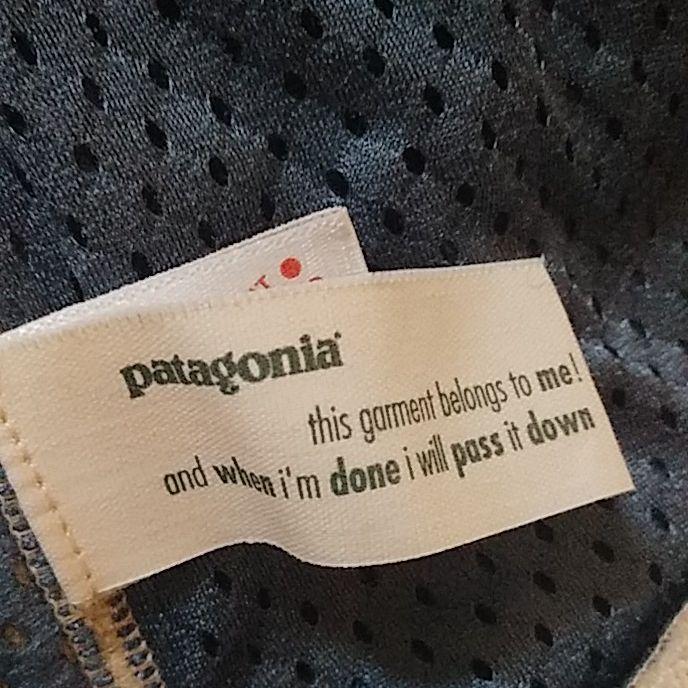 patagonia
this garment belongs to me!
and when i'm done i will pass it down